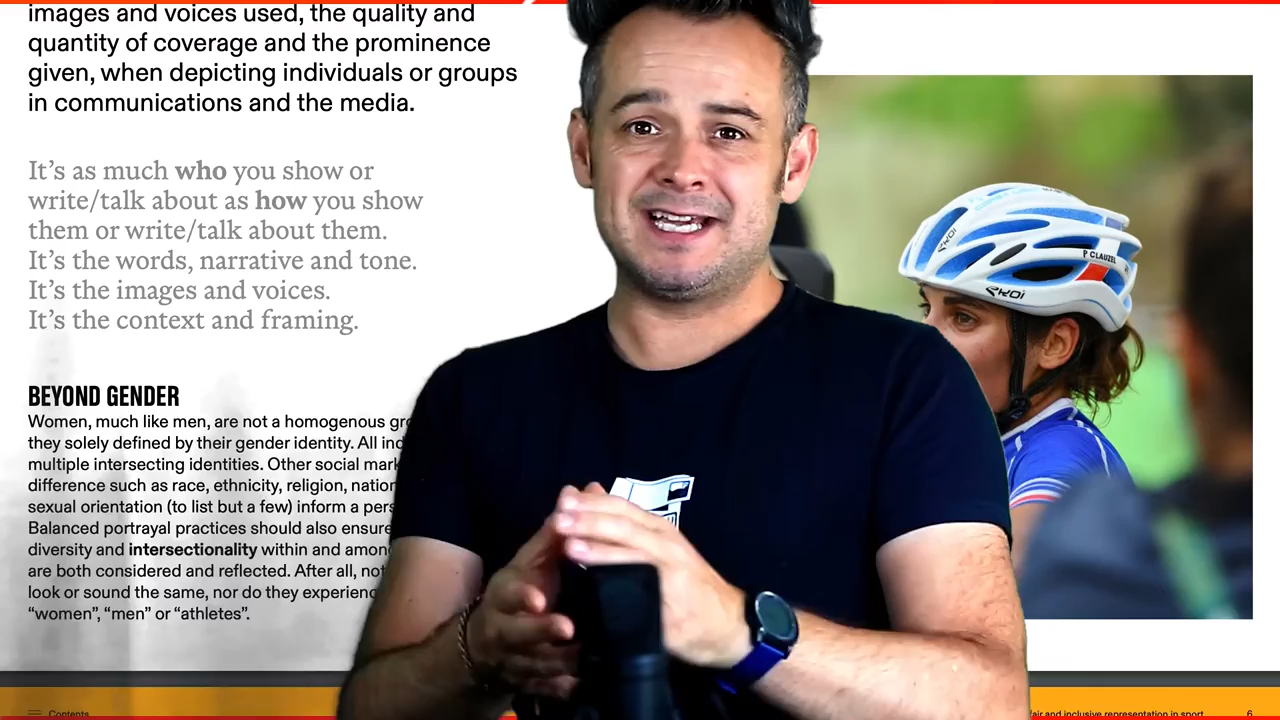 images and voices used, the quality and
quantity of coverage and the prominence
given, when depicting individuals or groups
in communications and the media.
It’s as much who you show or
write/talk about as how you show
them or write/talk about them.
It’s the words, narrative and tone.
It’s the images and voices.
It’s the context and framing.
BEYOND GENDER
Women, much like men, are not a homogenous
they solely defined by their gender identity. All
multiple intersecting identities. Other social
difference such as race, ethnicity, religion,
sexual orientation (to list but a few) inform a
Balanced portrayal practices should also ensure
diversity and intersectionality within and
are both considered and reflected. After all,
look or sound the same, nor do they
“women”, “men” or “athletes”.
P CLAUZEL
EKOI
EKOI
Contents
fair and inclusive representation in sport
6